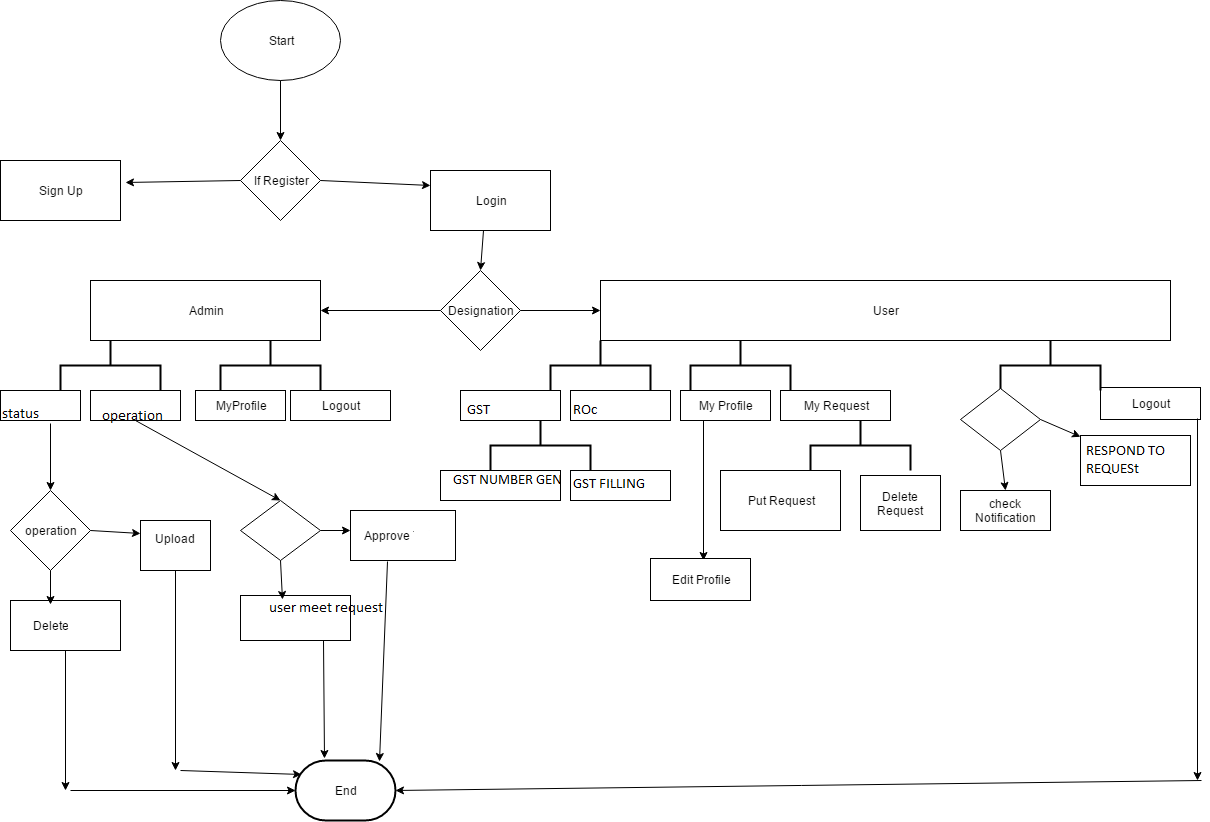 Start
If Register
Sign Up
Login
Designation
Admin
User
status
operation
MyProfile
Logout
GST
ROc
My Profile
My Request
Logout
RESPOND TO
REQUESt
GST NUMBER GEN
GST FILLING
Put Request
Delete
Request
check
Notification
operation
Upload
Approve
Edit Profile
user meet request
Delete
End